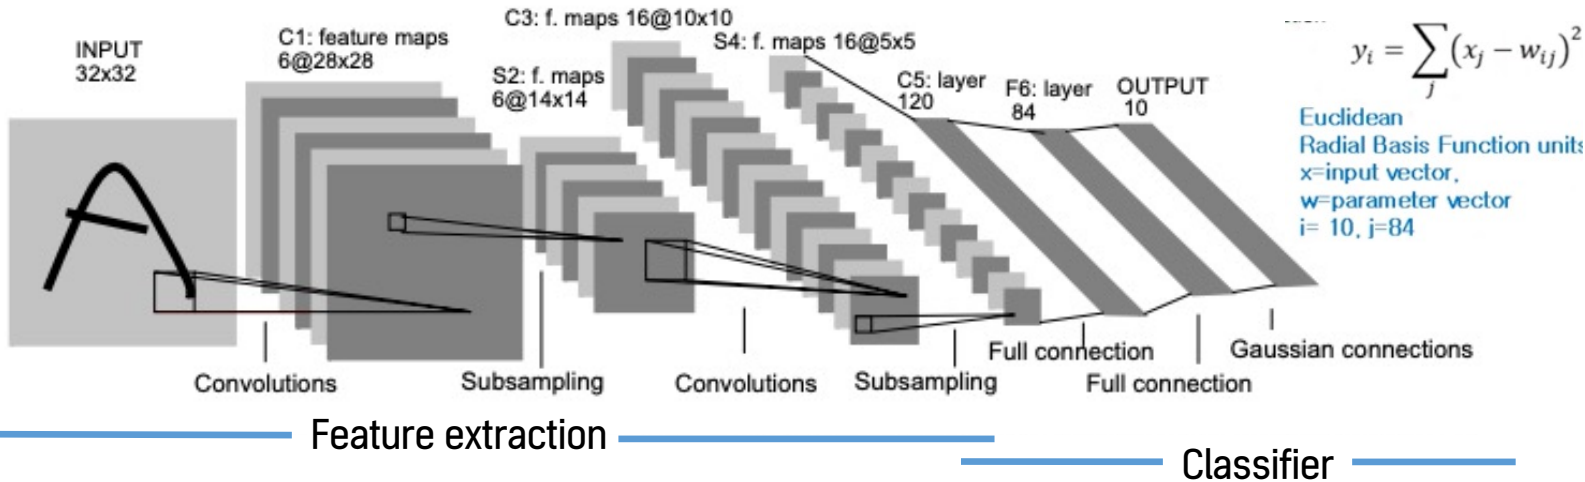 INPUT
32x32
C1: feature maps
6@28x28
S2: f. maps
6@14x14
C3: f. maps 16@10x10
S4: f. maps 16@5x5
C5: layer
120
F6: layer
84
OUTPUT
10
y_i = ∑_j (x_j − w_{ij})^2
Euclidean
Radial Basis Function units
x=input vector,
w=parameter vector
i= 10, j=84
Convolutions
Subsampling
Convolutions
Subsampling
Full connection
Full connection
Gaussian connections
Feature extraction
Classifier